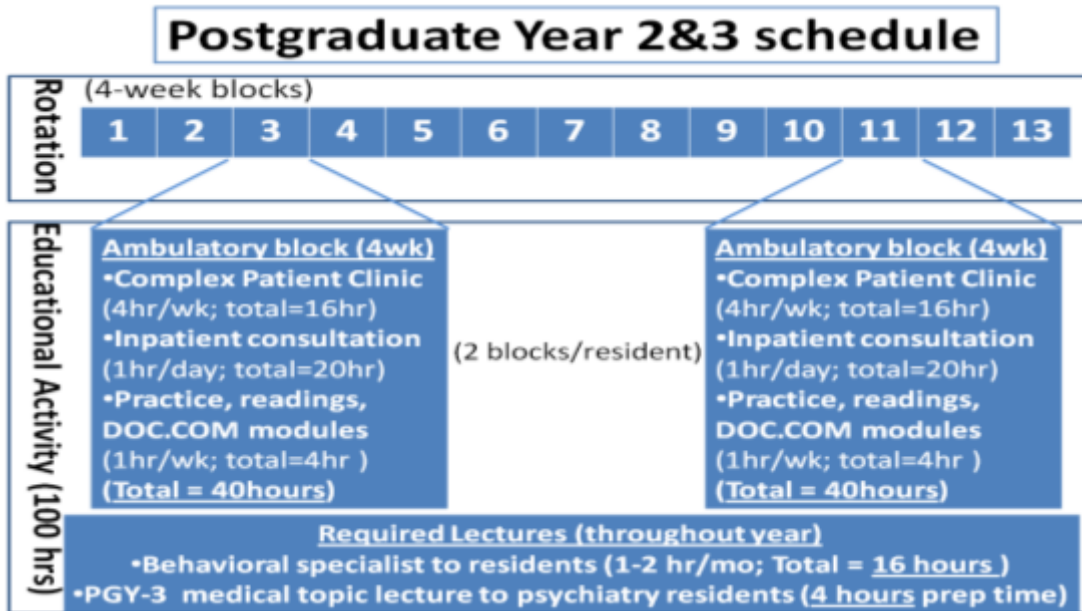 Postgraduate Year 2&3 schedule
Rotation
(4-week blocks)
1 2 3 4 5 6 7 8 9 10 11 12 13
Educational Activity (100 hrs)
Ambulatory block (4wk)
•Complex Patient Clinic
(4hr/wk; total=16hr)
•Inpatient consultation
(1hr/day; total=20hr)
•Practice, readings,
DOC.COM modules
(1hr/wk; total=4hr )
(Total = 40hours)
(2 blocks/resident)
Ambulatory block (4wk)
•Complex Patient Clinic
(4hr/wk; total=16hr)
•Inpatient consultation
(1hr/day; total=20hr)
•Practice, readings,
DOC.COM modules
(1hr/wk; total=4hr )
(Total = 40hours)
Required Lectures (throughout year)
•Behavioral specialist to residents (1-2 hr/mo; Total = 16 hours )
•PGY-3 medical topic lecture to psychiatry residents (4 hours prep time)